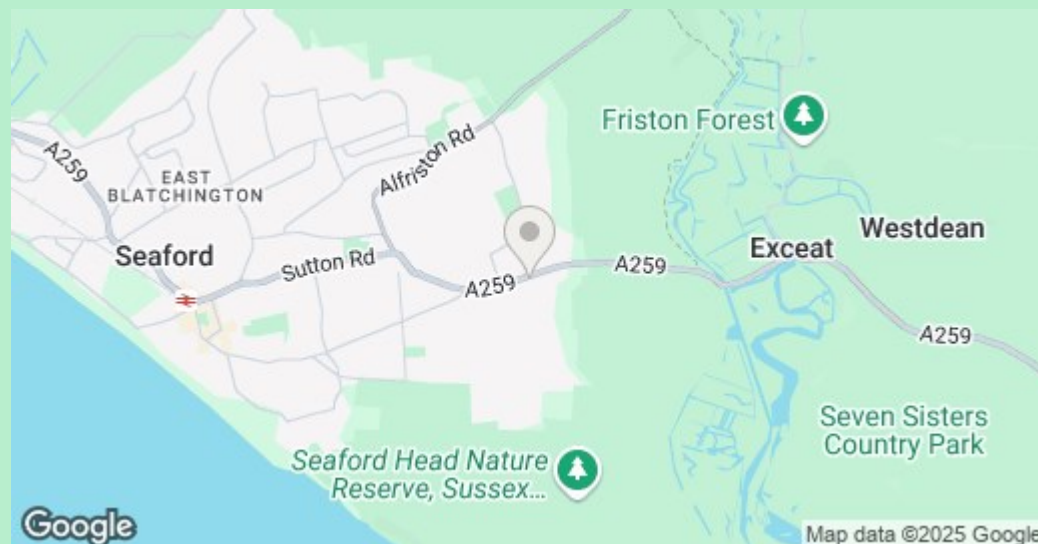 A259
EAST
BLATCHINGTON
Seaford
Sutton Rd
Alfriston Rd
A259
A259
Friston Forest
Exceat
Westdean
A259
Seven Sisters
Country Park
Seaford Head Nature
Reserve, Sussex...
Google
Map data ©2025 Google